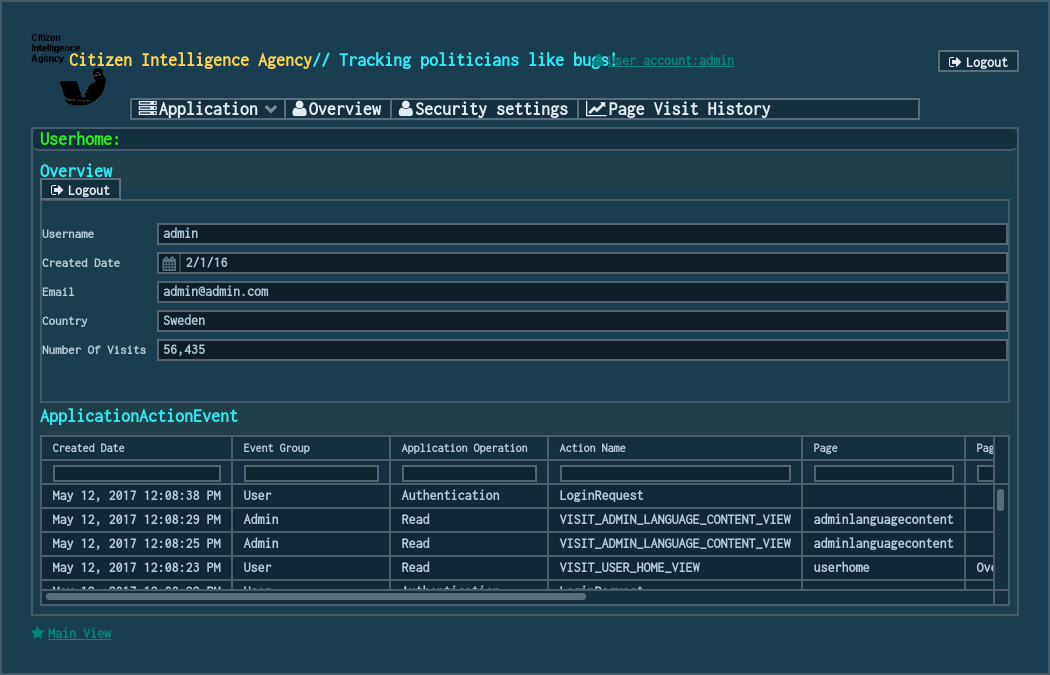 Citizen
Intelligence
Agency
Citizen Intelligence Agency// Tracking politicians like bugs!
User account:admin
Logout
Application Overview Security settings Page Visit History
Userhome:
Overview
Logout
Username admin
Created Date 2/1/16
Email admin@admin.com
Country Sweden
Number Of Visits 56,435
ApplicationActionEvent
Created Date Event Group Application Operation Action Name Page Pag
May 12, 2017 12:08:38 PM User Authentication LoginRequest
May 12, 2017 12:08:29 PM Admin Read VISIT_ADMIN_LANGUAGE_CONTENT_VIEW adminlanguagecontent
May 12, 2017 12:08:25 PM Admin Read VISIT_ADMIN_LANGUAGE_CONTENT_VIEW adminlanguagecontent
May 12, 2017 12:08:23 PM User Read VISIT_USER_HOME_VIEW userhome Ove
Main View